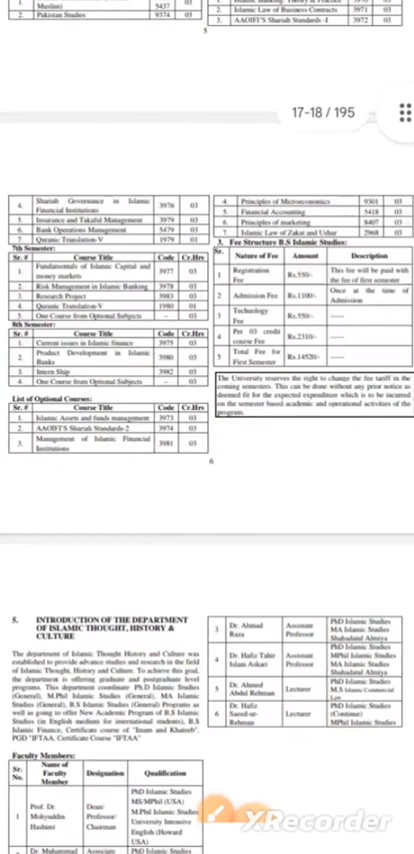 Muslim) 5437 03
2. Pakistan Studies 9374 03
2. Islamic Law of Business Contracts 3971 03
3. AAOIFI'S Shariah Standards -I 3972 03
5
17-18 / 195
4. Shariah Governance in Islamic Financial Institutions 3976 03
5. Insurance and Takaful Management 3979 03
6. Bank Operations Management 5479 03
7. Quranic Translation-V 1979 01
7th Semester:
Sr. # Course Title Code Cr.Hrs
1. Fundamentals of Islamic Capital and money markets 3977 03
2. Risk Management in Islamic Banking 3978 03
3. Research Project 3983 03
4. Quranic Translation-V 1980 01
5. One Course from Optional Subjects -- 03
8th Semester:
Sr. # Course Title Code Cr.Hrs
1. Current issues in Islamic finance 3975 03
2. Product Development in Islamic Banks 3980 03
3. Intern Ship 3982 03
4. One Course from Optional Subjects -- 03
List of Optional Courses:
Sr. # Course Title Code Cr.Hrs
1. Islamic Assets and funds management 3973 03
2. AAOIFI'S Shariah Standards-2 3974 03
3. Management of Islamic Financial Institutions 3981 03
4. Principles of Microeconomics 9301 03
5. Financial Accounting 5418 03
6. Principles of marketing 8407 03
7. Islamic Law of Zakat and Ushar 2968 03
3. Fee Structure B.S Islamic Studies:
Sr. Nature of Fee Amount Description
1 Registration Fee Rs.550/- This fee will be paid with the fee of first semester
2 Admission Fee Rs.1100/- Once at the time of Admission
3 Technology Fee Rs.550/- ------
4 Per 03 credit course Fee Rs.2310/- ------
5 Total Fee for First Semester Rs.14520/- ------
The University reserves the right to change the fee tariff in the
coming semesters. This can be done without any prior notice as
deemed fit for the expected expenditure which is to be incurred
on the semester based academic and operational activities of the
program.
6
5. INTRODUCTION OF THE DEPARTMENT
OF ISLAMIC THOUGHT, HISTORY &
CULTURE
The department of Islamic Thought History and Culture was
established to provide advance studies and research in the field
of Islamic Thought, History and Culture. To achieve this goal,
the department is offering graduate and postgraduate level
programs. This department coordinate Ph.D Islamic Studies
(General), M.Phil Islamic Studies (General), MA Islamic
Studies (General), B.S Islamic Studies (General) Programs as
well as going to offer New Academic Program of B.S Islamic
Studies (in English medium for international students), B.S
Islamic Finance, Certificate course of "Imam and Khateeb",
PGD "IFTAA, Certificate Course "IFTAA"
Faculty Members:
Sr. No. Name of Faculty Member Designation Qualification
1 Prof. Dr. Mohyuddin Hashimi Dean/ Professor/ Chairman PhD Islamic Studies
MS/MPhil (USA)
M.Phil Islamic Studies
University Intensive
English (Howard
USA)
Dr. Muhammad Associate PhD Islamic Studies
3 Dr. Ahmad Raza Assistant Professor PhD Islamic Studies
MA Islamic Studies
Shahadatul Almiya
4 Dr. Hafiz Tahir Islam Askari Assistant Professor PhD Islamic Studies
MPhil Islamic Studies
MA Islamic Studies
Shahadatul Almiya
5 Dr. Ahmed Abdul Rehman Lecturer PhD Islamic Studies
M.S Islamic Commercial
Law
6 Dr. Hafiz Saeed-ur-Rehman Lecturer PhD Islamic Studies
(Continue)
MPhil Islamic Studies
XRecorder